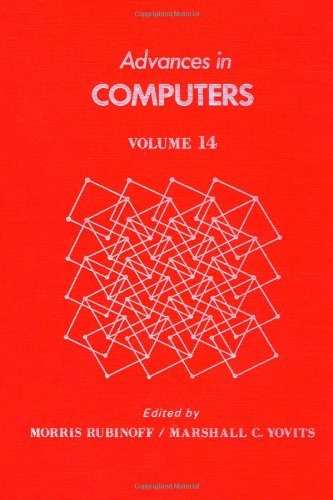 Advances in
COMPUTERS
VOLUME 14
Edited by
MORRIS RUBINOFF / MARSHALL C. YOVITS